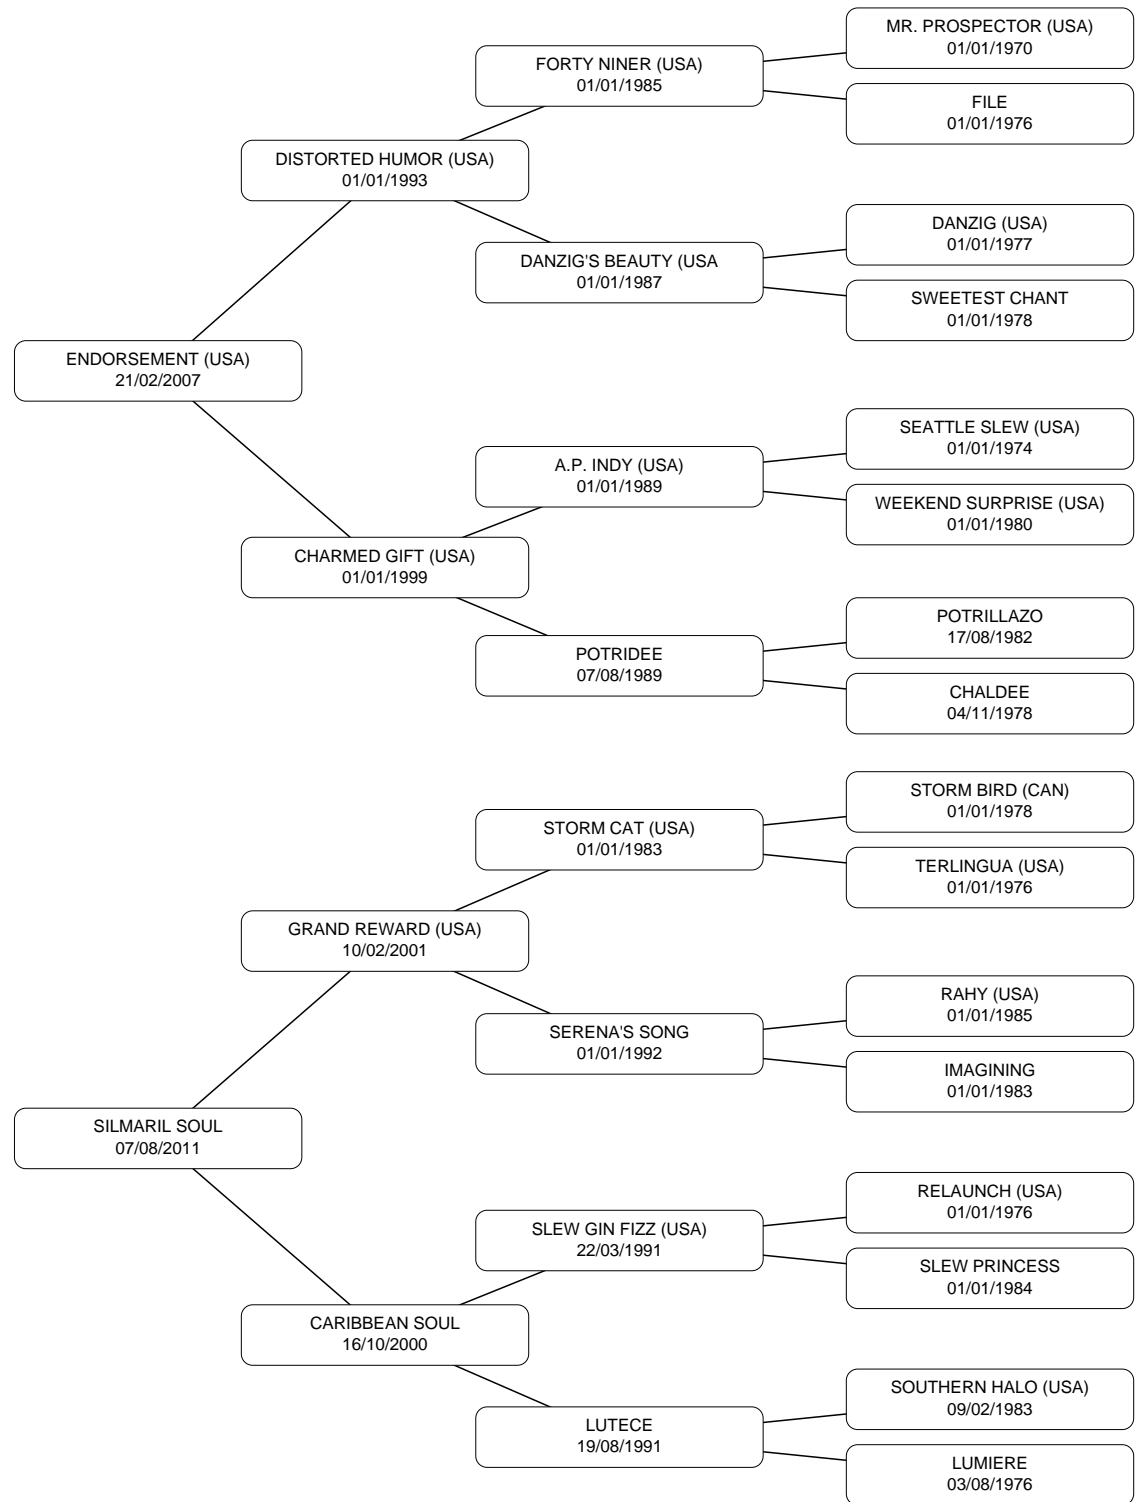 MR. PROSPECTOR (USA)
01/01/1970
FORTY NINER (USA)
01/01/1985
FILE
01/01/1976
DISTORTED HUMOR (USA)
01/01/1993
DANZIG (USA)
01/01/1977
DANZIG'S BEAUTY (USA
01/01/1987
SWEETEST CHANT
01/01/1978
ENDORSEMENT (USA)
21/02/2007
SEATTLE SLEW (USA)
01/01/1974
A.P. INDY (USA)
01/01/1989
WEEKEND SURPRISE (USA)
01/01/1980
CHARMED GIFT (USA)
01/01/1999
POTRILLAZO
17/08/1982
POTRIDEE
07/08/1989
CHALDEE
04/11/1978
STORM BIRD (CAN)
01/01/1978
STORM CAT (USA)
01/01/1983
TERLINGUA (USA)
01/01/1976
GRAND REWARD (USA)
10/02/2001
RAHY (USA)
01/01/1985
SERENA'S SONG
01/01/1992
IMAGINING
01/01/1983
SILMARIL SOUL
07/08/2011
RELAUNCH (USA)
01/01/1976
SLEW GIN FIZZ (USA)
22/03/1991
SLEW PRINCESS
01/01/1984
CARIBBEAN SOUL
16/10/2000
SOUTHERN HALO (USA)
09/02/1983
LUTECE
19/08/1991
LUMIERE
03/08/1976